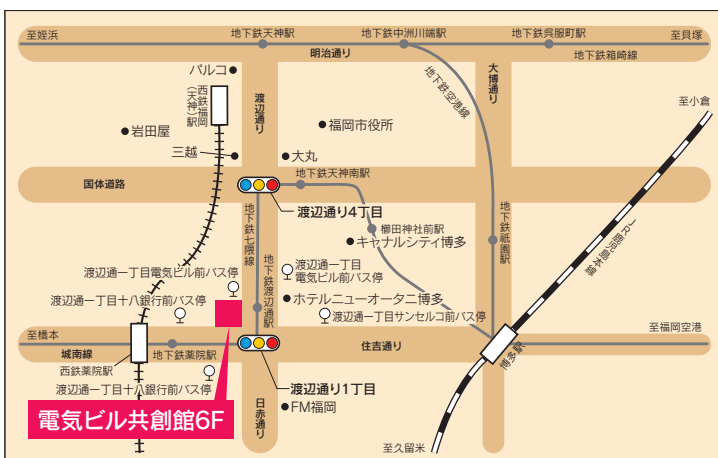 至姪浜
地下鉄天神駅
地下鉄中洲川端駅
地下鉄呉服町駅
至貝塚
明治通り
地下鉄箱崎線
パルコ
西鉄福岡
（天神）駅
渡辺通り
地下鉄空港線
大博通り
至小倉
岩田屋
福岡市役所
三越
大丸
国体道路
地下鉄天神南駅
渡辺通り4丁目
櫛田神社前駅
キャナルシティ博多
地下鉄祇園駅
JR鹿児島本線
地下鉄七隈線
地下鉄渡辺通駅
渡辺通一丁目
電気ビル前バス停
渡辺通一丁目電気ビル前バス停
渡辺通一丁目十八銀行前バス停
ホテルニューオータニ博多
渡辺通一丁目サンセルコ前バス停
至橋本
至福岡空港
城南線
地下鉄薬院駅
住吉通り
博多駅
西鉄薬院駅
渡辺通一丁目十八銀行前バス停
渡辺通り1丁目
日赤通り
FM福岡
電気ビル共創館6F
至久留米